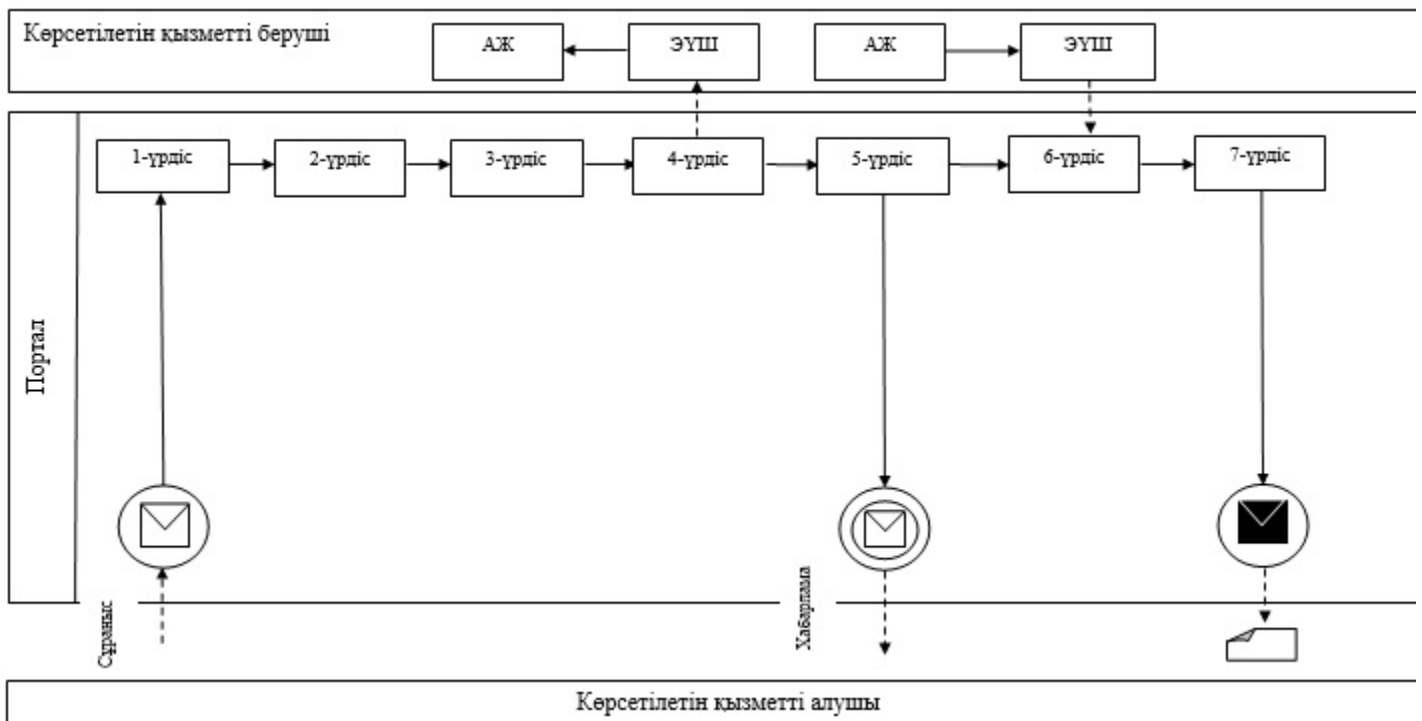 Көрсетілетін қызметті беруші
АЖ
ЭҮШ
АЖ
ЭҮШ
Портал
1-үрдіс
2-үрдіс
3-үрдіс
4-үрдіс
5-үрдіс
6-үрдіс
7-үрдіс
Сұраныс
Хабарлама
Көрсетілетін қызметті алушы